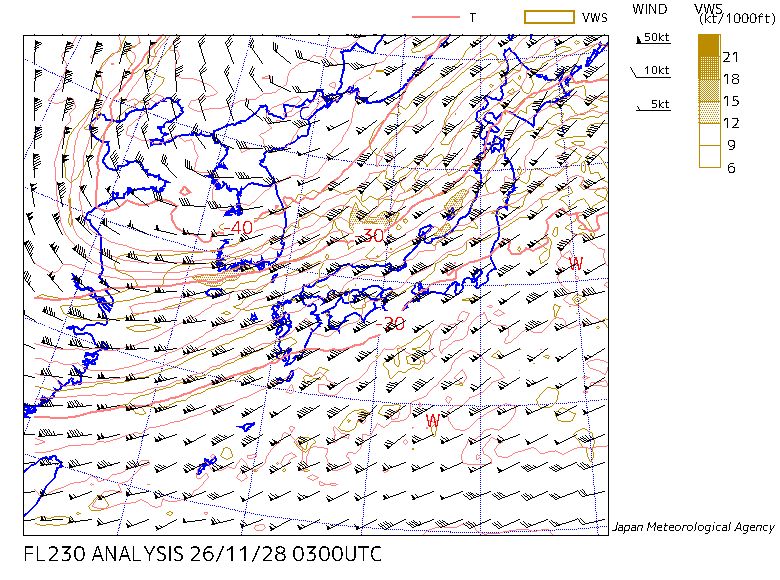 T
VWS
WIND
VWS
(kt/1000ft)
50kt
10kt
5kt
21
18
15
12
9
6
-40
-30
-20
W
W
Japan Meteorological Agency
FL230 ANALYSIS 26/11/28 0300UTC